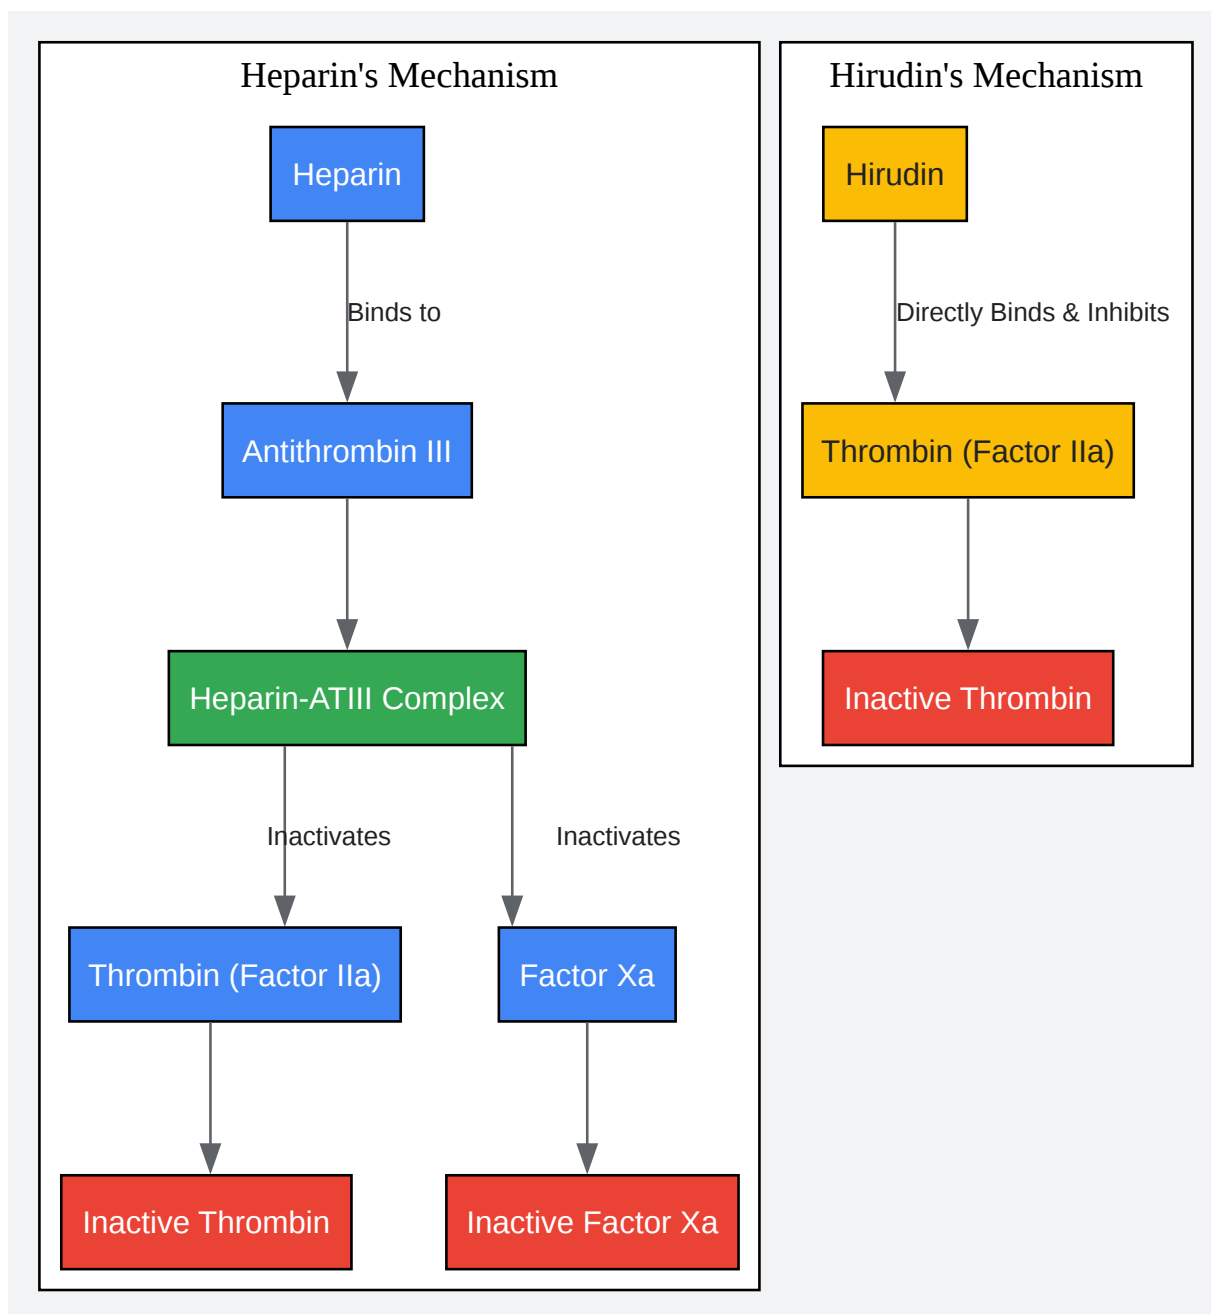 Heparin's Mechanism
Heparin
Binds to
Antithrombin III
Heparin-ATIII Complex
Inactivates
Inactivates
Thrombin (Factor IIa)
Factor Xa
Inactive Thrombin
Inactive Factor Xa
Hirudin's Mechanism
Hirudin
Directly Binds & Inhibits
Thrombin (Factor IIa)
Inactive Thrombin